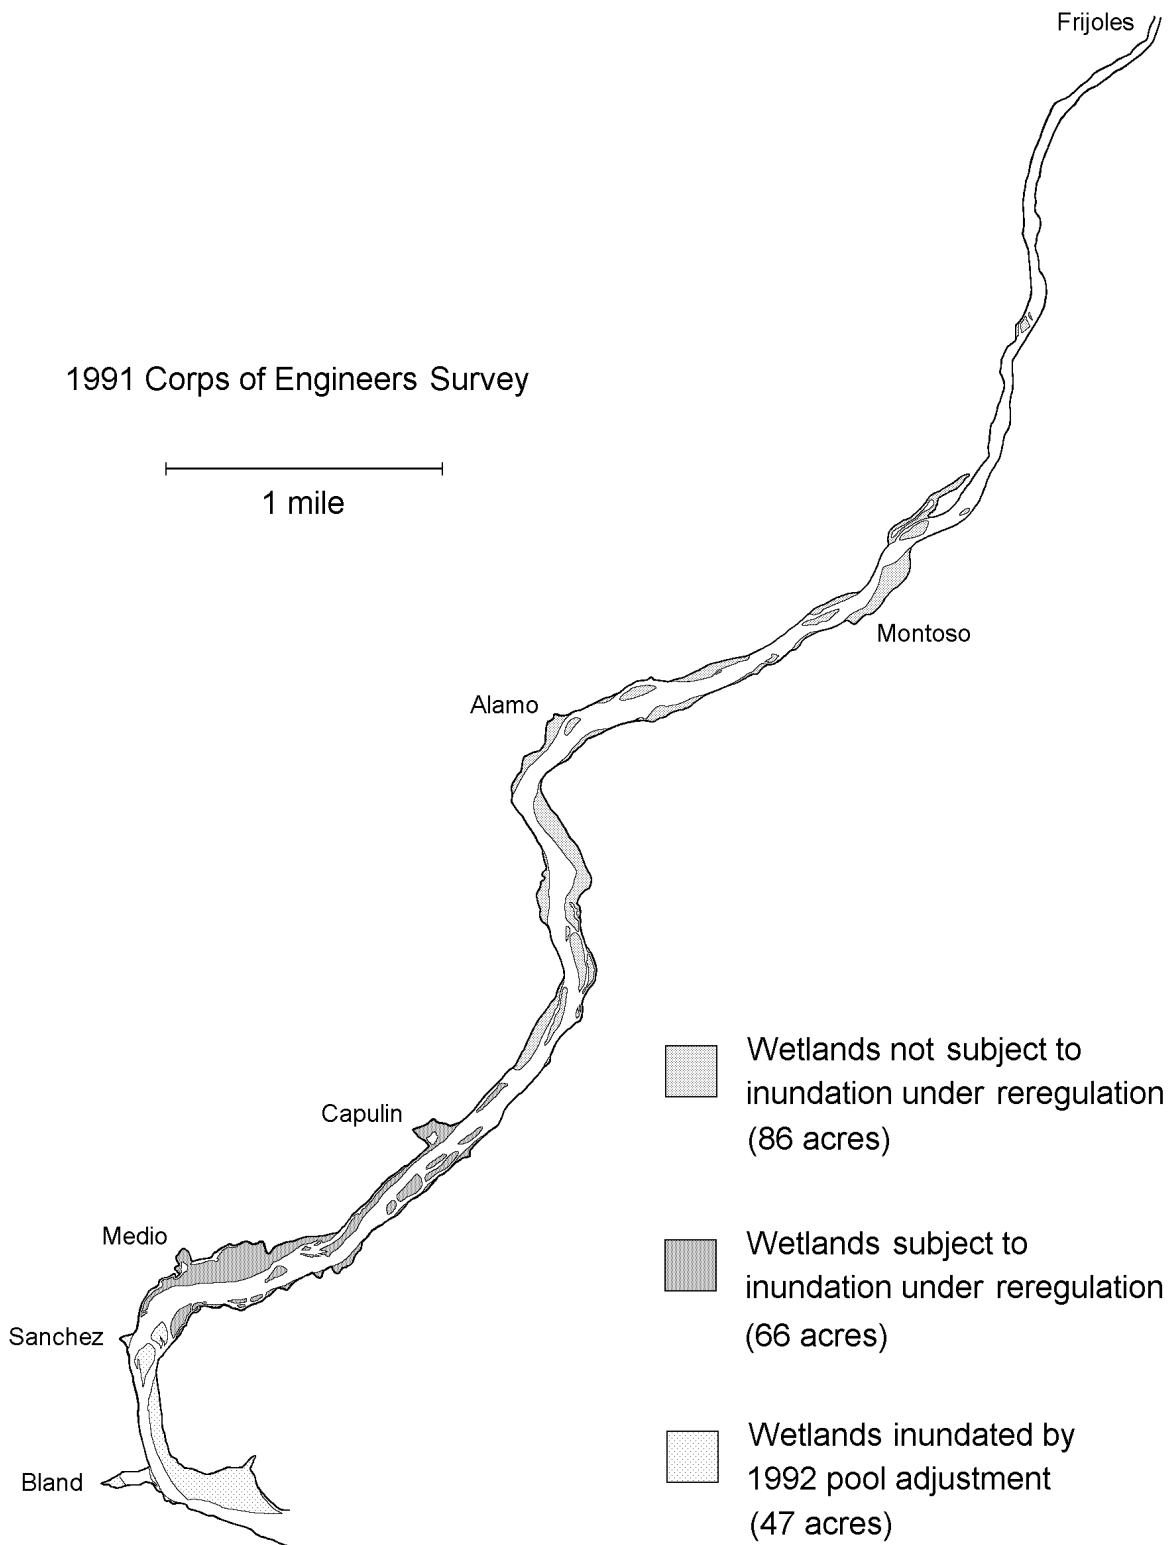 Frijoles
1991 Corps of Engineers Survey
1 mile
Montoso
Alamo
Wetlands not subject to
inundation under reregulation
(86 acres)
Capulin
Medio
Wetlands subject to
inundation under reregulation
(66 acres)
Sanchez
Wetlands inundated by
1992 pool adjustment
(47 acres)
Bland